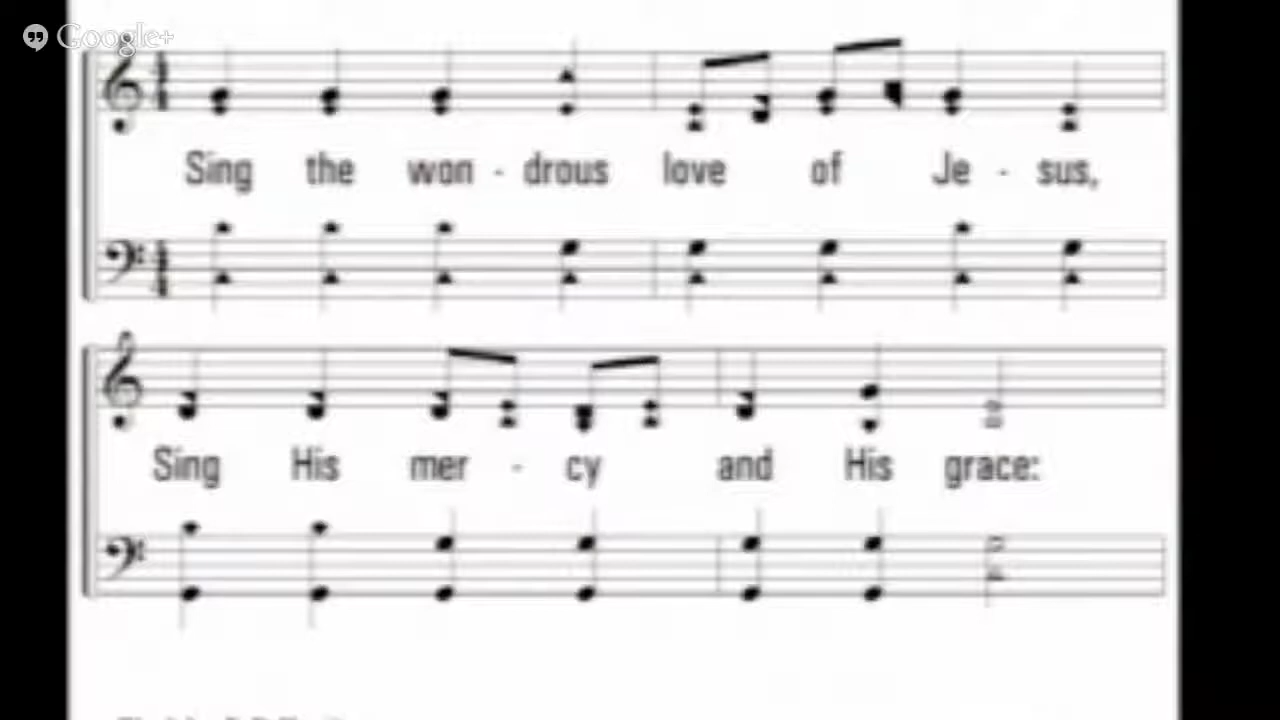 Google+
Sing the won - drous love of Je - sus,
Sing His mer - cy and His grace: